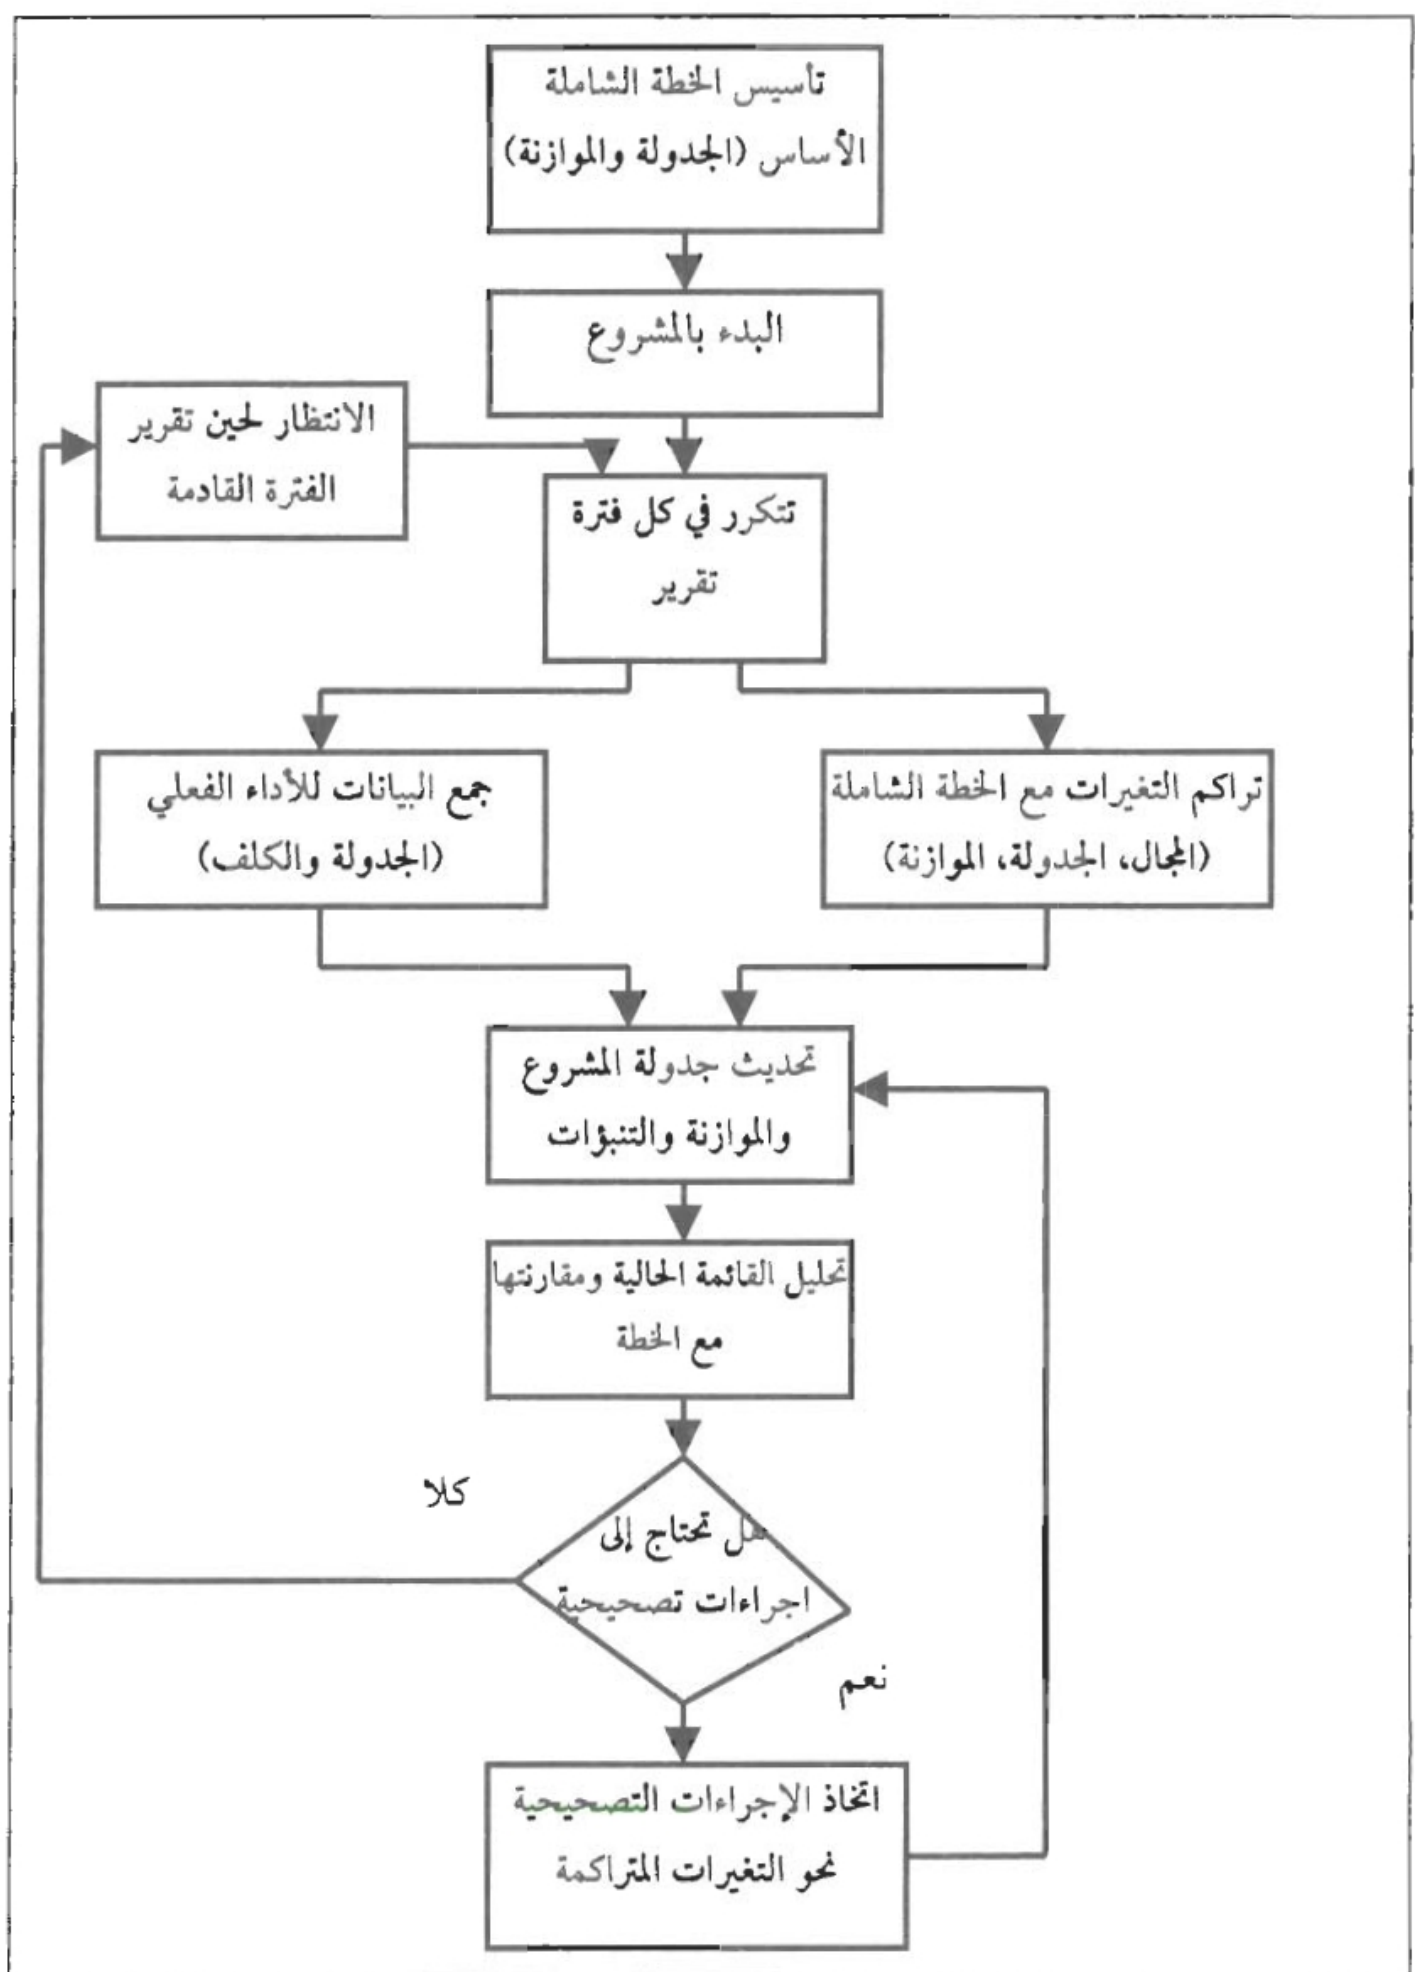 تأسيس الخطة الشاملة
الأساس (الجدولة والموازنة)
البدء بالمشروع
الانتظار لحين تقرير
الفترة القادمة
تتكرر في كل فترة
تقرير
تراكم التغيرات مع الخطة الشاملة
(المجال، الجدولة، الموازنة)
جمع البيانات للأداء الفعلي
(الجدولة والكلف)
تحديث جدولة المشروع
والموازنة والتنبؤات
تحليل القائمة الحالية ومقارنتها
مع الخطة
هل تحتاج إلى
اجراءات تصحيحية
كلا
نعم
اتخاذ الإجراءات التصحيحية
نحو التغيرات المتراكمة